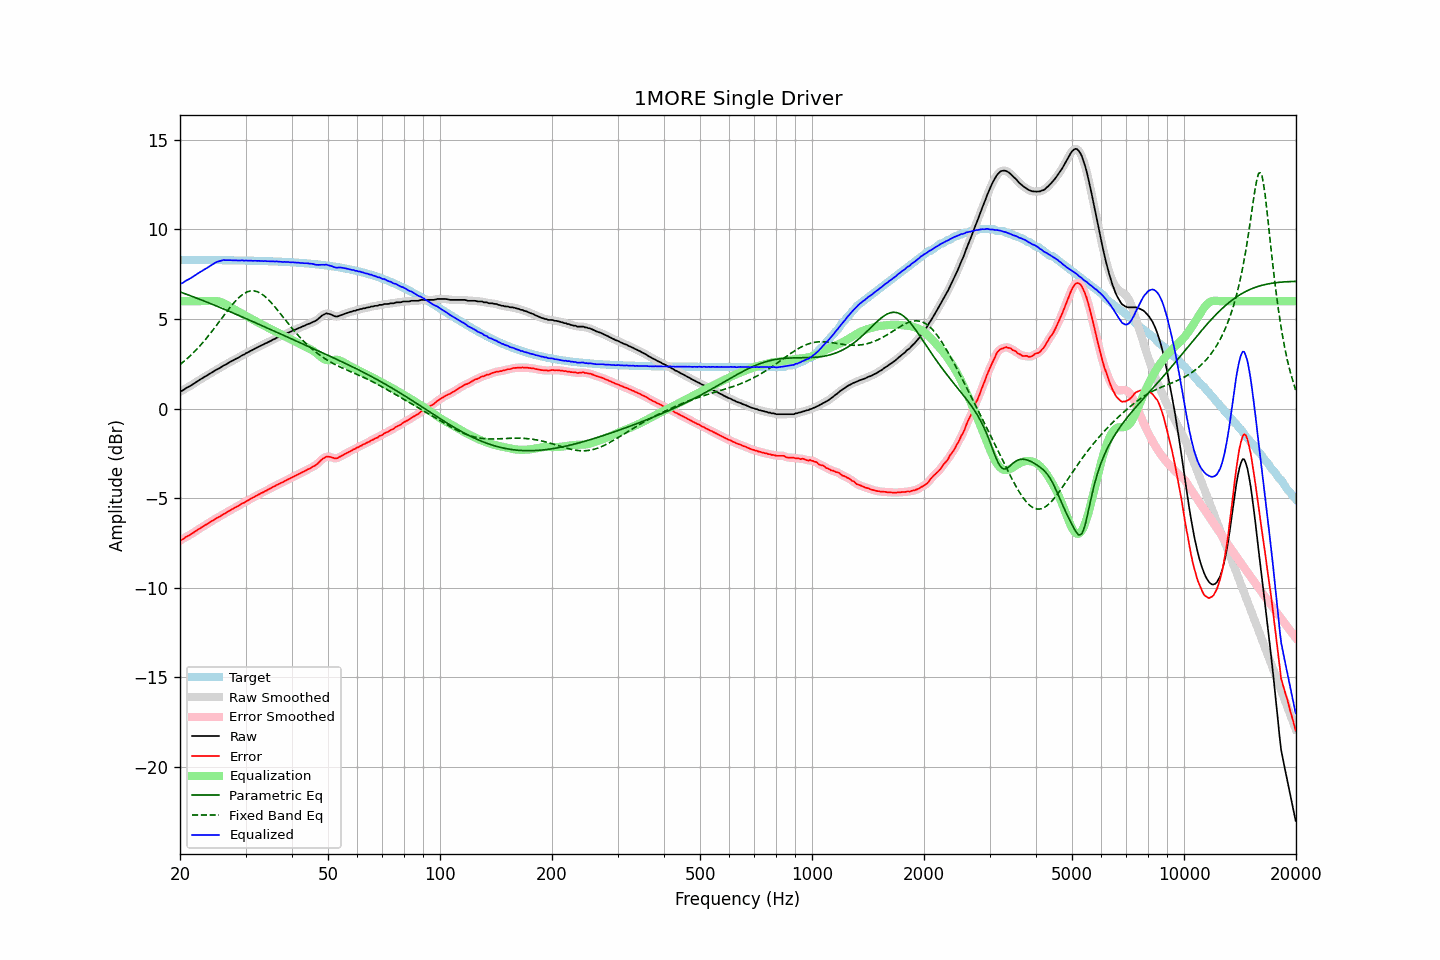 1MORE Single Driver
Amplitude (dBr)
15
10
5
0
−5
−10
−15
−20
Target
Raw Smoothed
Error Smoothed
Raw
Error
Equalization
Parametric Eq
Fixed Band Eq
Equalized
20 50 100 200 500 1000 2000 5000 10000 20000
Frequency (Hz)